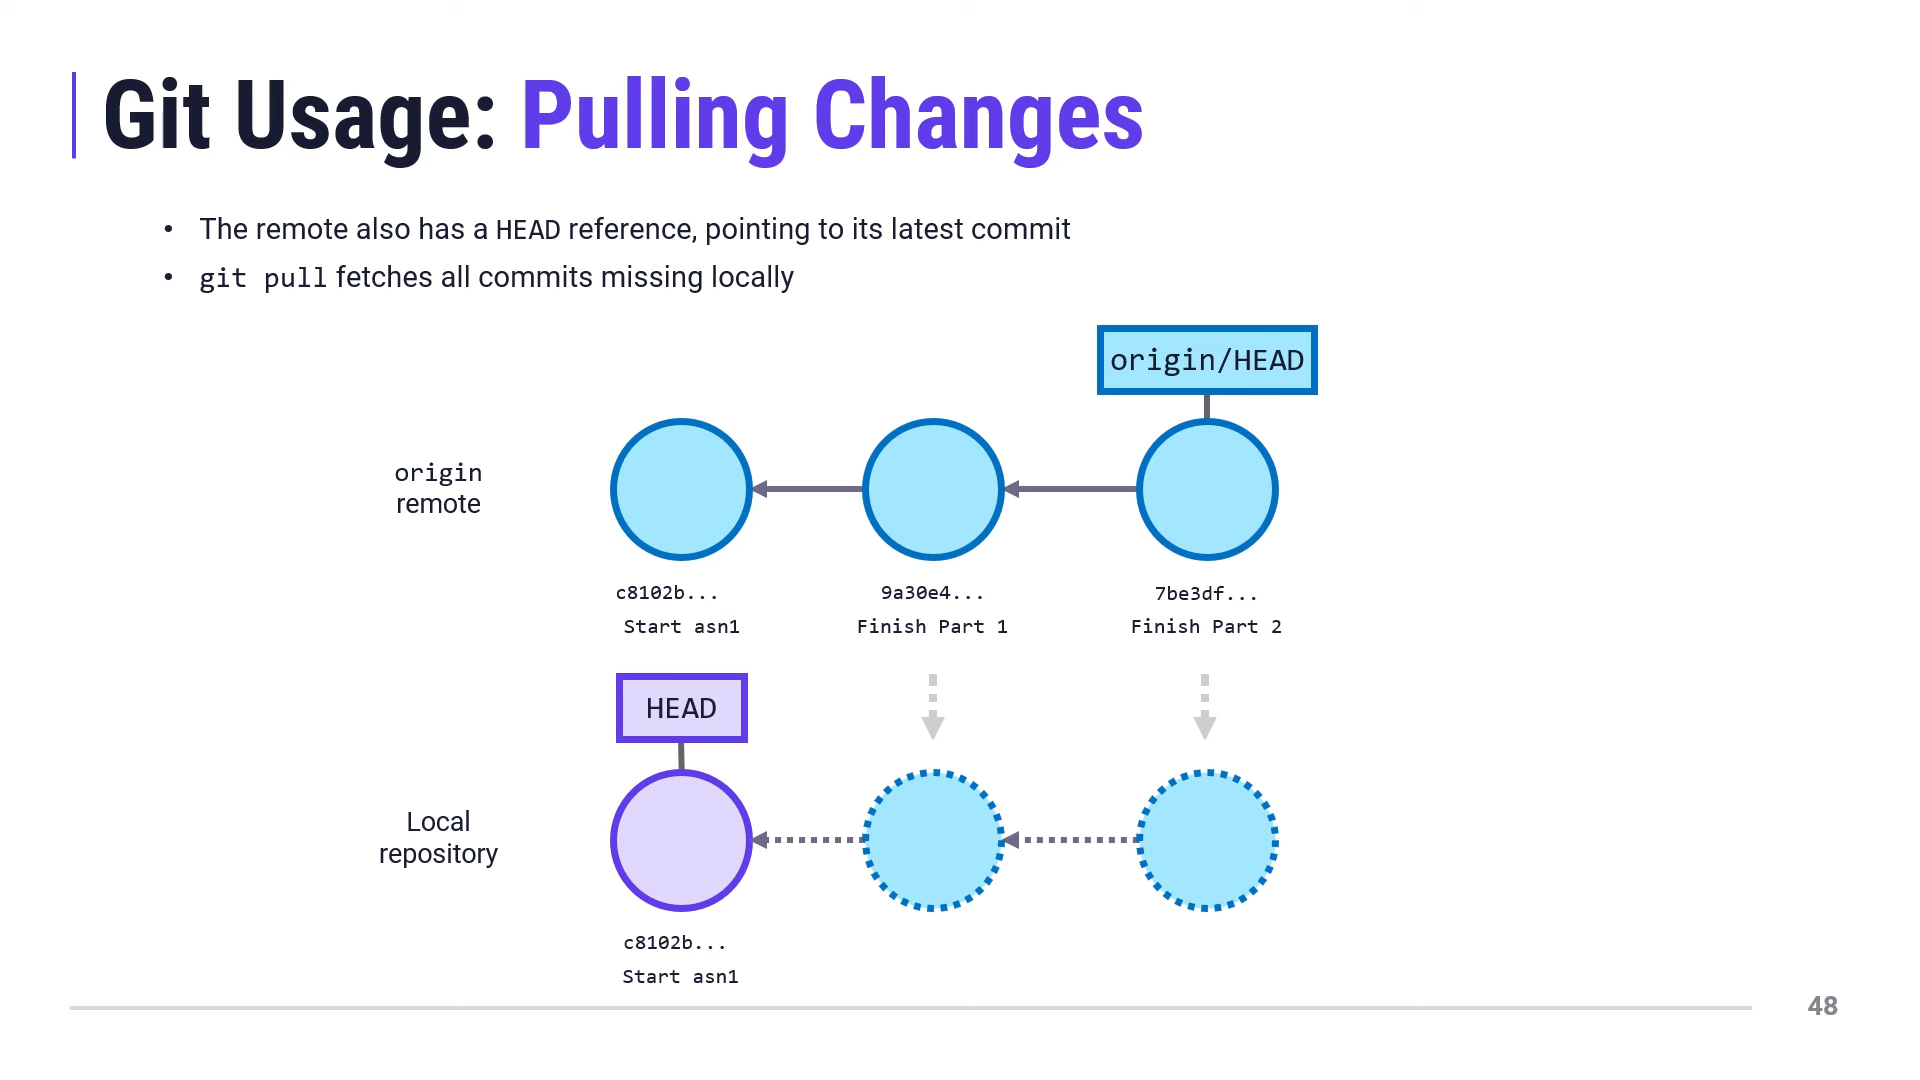 Git Usage: Pulling Changes
• The remote also has a HEAD reference, pointing to its latest commit
• git pull fetches all commits missing locally
origin/HEAD
origin
remote
c8102b...
Start asn1
9a30e4...
Finish Part 1
7be3df...
Finish Part 2
HEAD
Local
repository
c8102b...
Start asn1
48